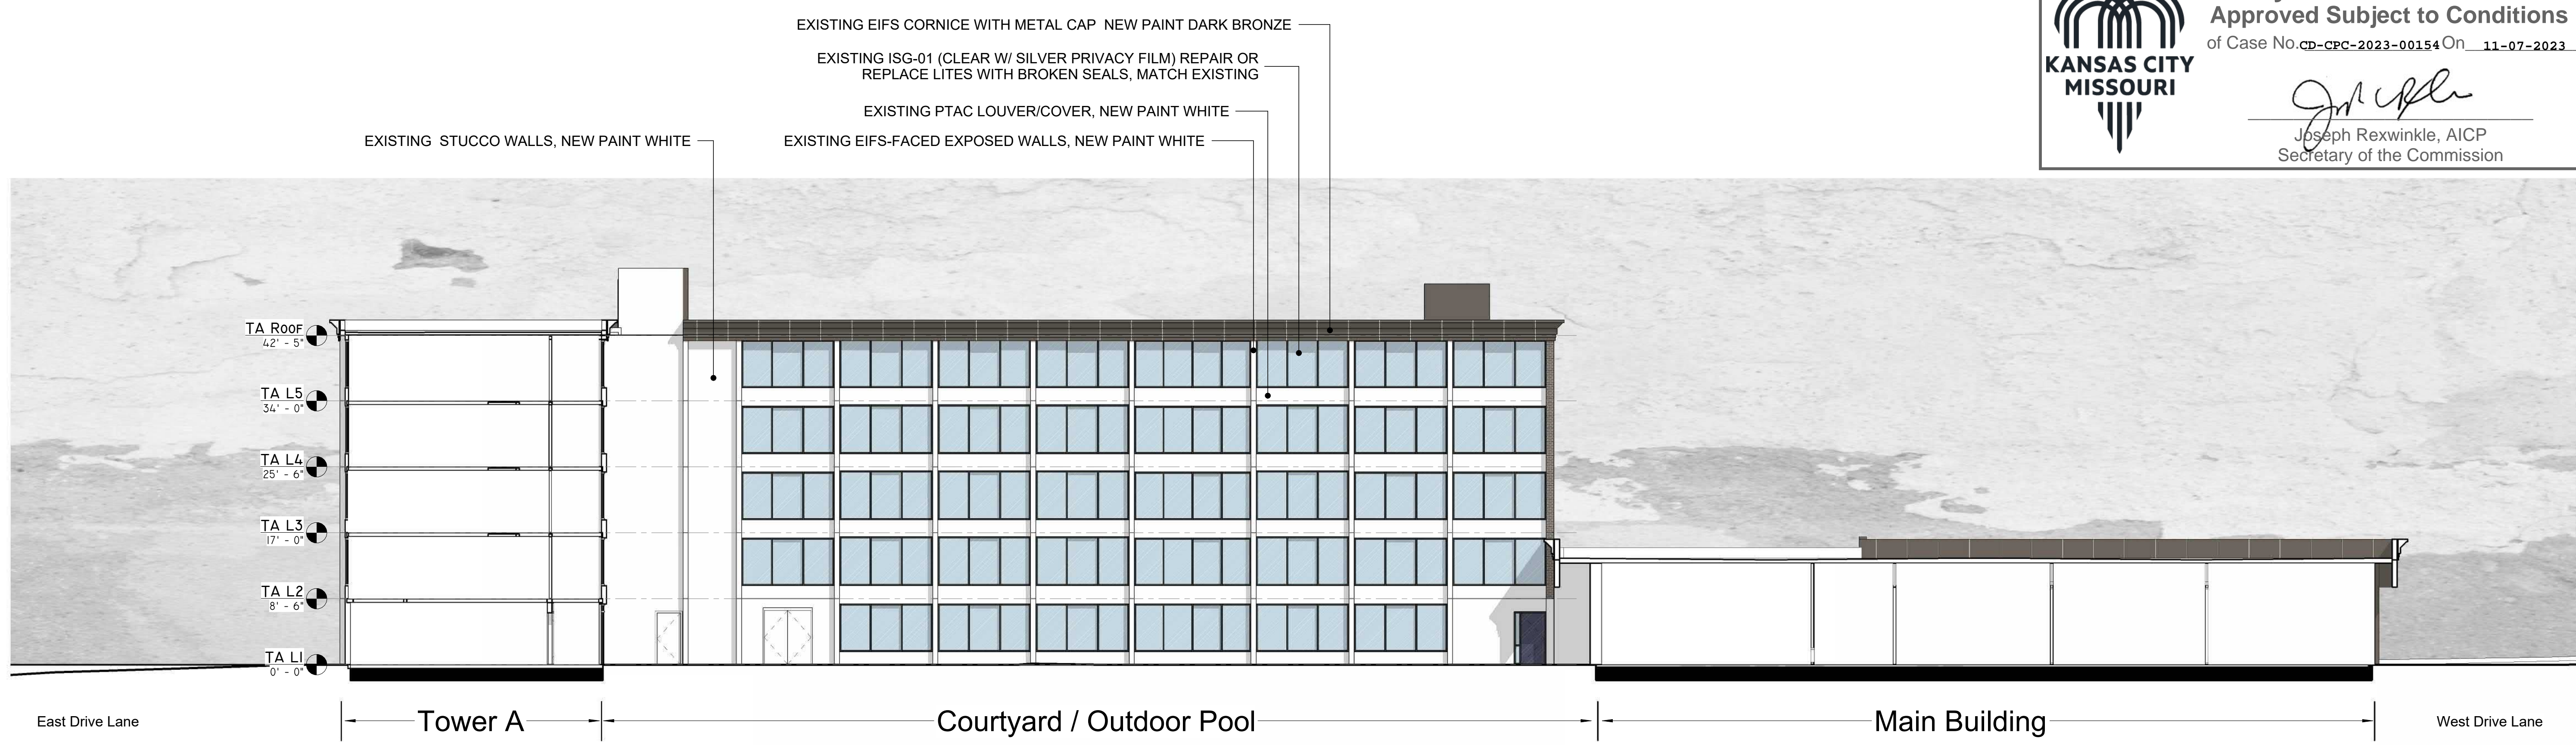 EXISTING EIFS CORNICE WITH METAL CAP  NEW PAINT DARK BRONZE
EXISTING ISG-01 (CLEAR W/ SILVER PRIVACY FILM) REPAIR OR
REPLACE LITES WITH BROKEN SEALS, MATCH EXISTING
EXISTING PTAC LOUVER/COVER, NEW PAINT WHITE
EXISTING  STUCCO WALLS, NEW PAINT WHITE
EXISTING EIFS-FACED EXPOSED WALLS, NEW PAINT WHITE
Approved Subject to Conditions
of Case No. CD-CPC-2023-00154 On 11-07-2023
KANSAS CITY
MISSOURI
Joseph Rexwinkle, AICP
Secretary of the Commission
TA ROOF
42' - 5"
TA L5
34' - 0"
TA L4
25' - 6"
TA L3
17' - 0"
TA L2
8' - 6"
TA L1
0' - 0"
East Drive Lane
Tower A
Courtyard / Outdoor Pool
Main Building
West Drive Lane